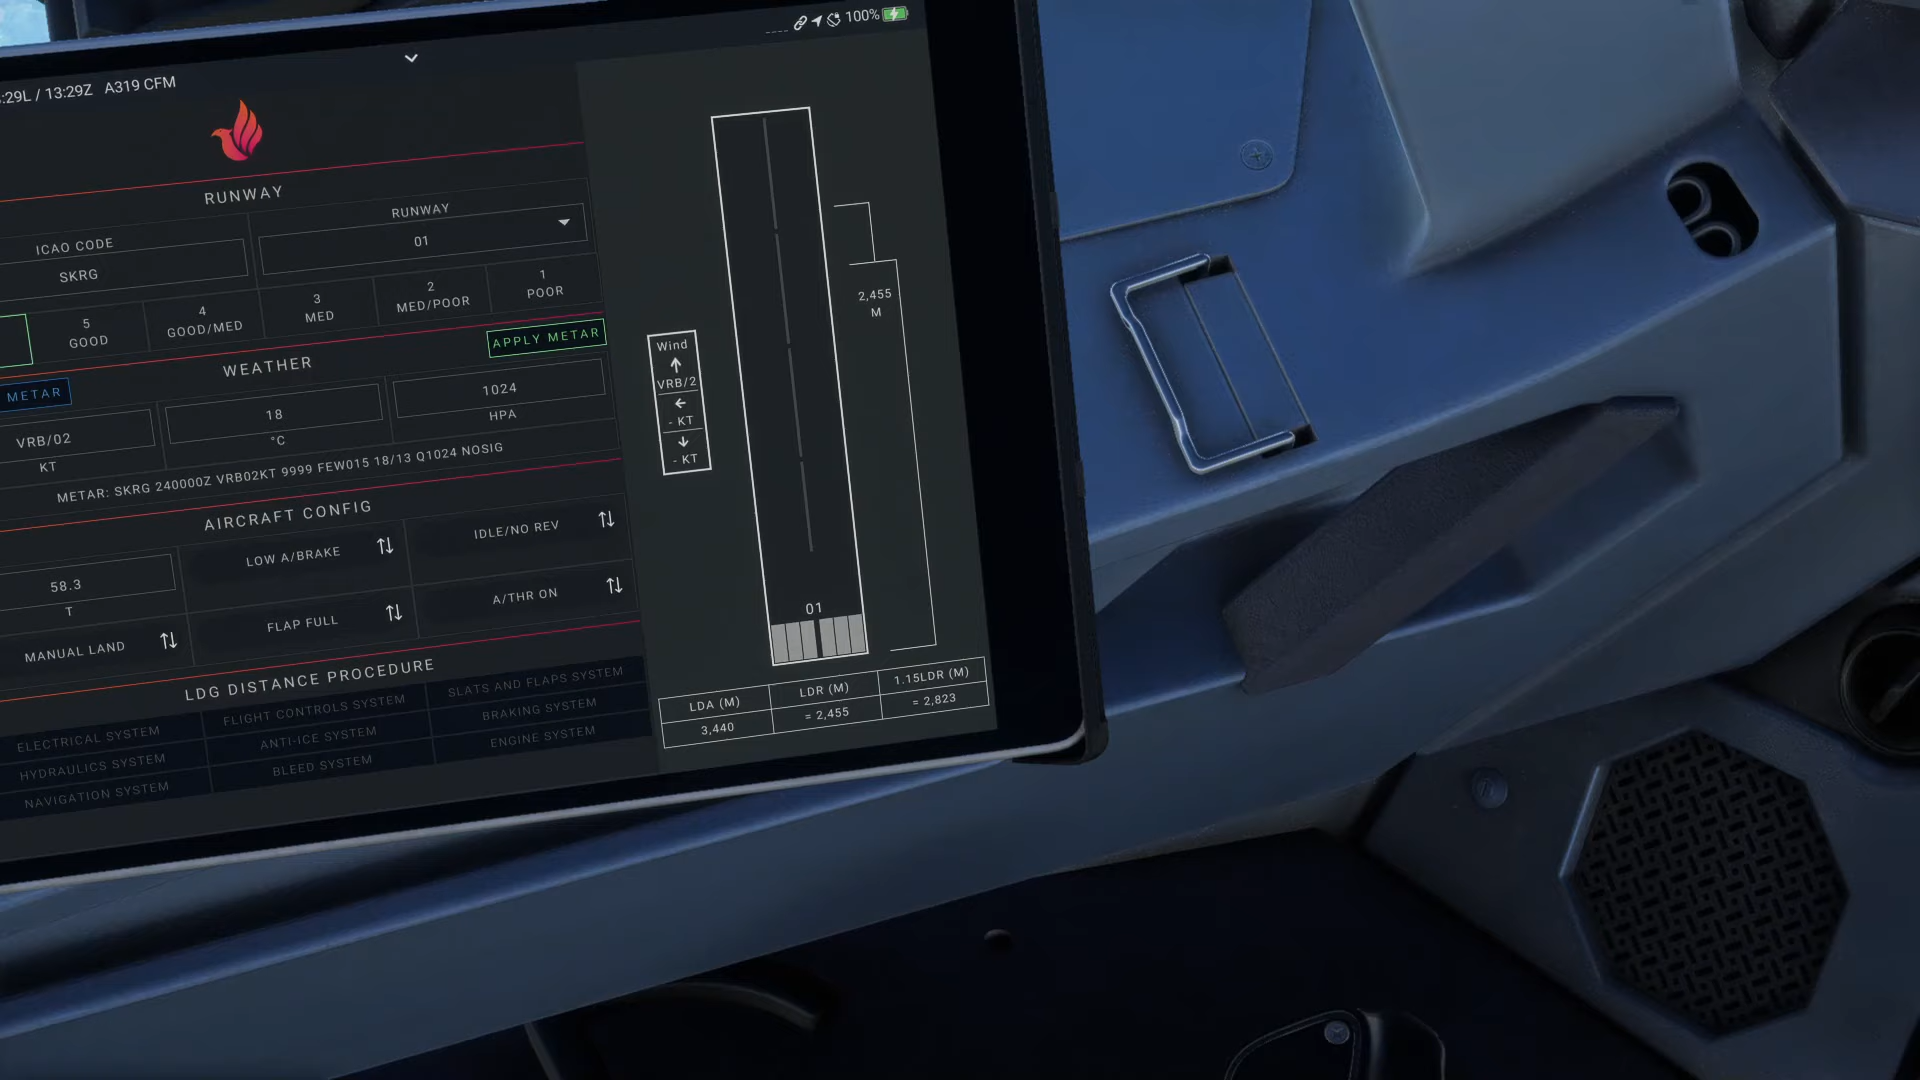 :29L / 13:29Z A319 CFM
100%
RUNWAY
ICAO CODE
SKRG
RUNWAY
01
5
GOOD
4
GOOD/MED
3
MED
2
MED/POOR
1
POOR
WEATHER
APPLY METAR
METAR
VRB/02
KT
18
°C
1024
HPA
METAR: SKRG 240000Z VRB02KT 9999 FEW015 18/13 Q1024 NOSIG
AIRCRAFT CONFIG
58.3
T
LOW A/BRAKE
IDLE/NO REV
MANUAL LAND
FLAP FULL
A/THR ON
LDG DISTANCE PROCEDURE
ELECTRICAL SYSTEM
FLIGHT CONTROLS SYSTEM
SLATS AND FLAPS SYSTEM
HYDRAULICS SYSTEM
ANTI-ICE SYSTEM
BRAKING SYSTEM
NAVIGATION SYSTEM
BLEED SYSTEM
ENGINE SYSTEM
Wind
VRB/2
- KT
- KT
2,455
M
01
LDA (M)
LDR (M)
1.15LDR (M)
3,440
= 2,455
= 2,823